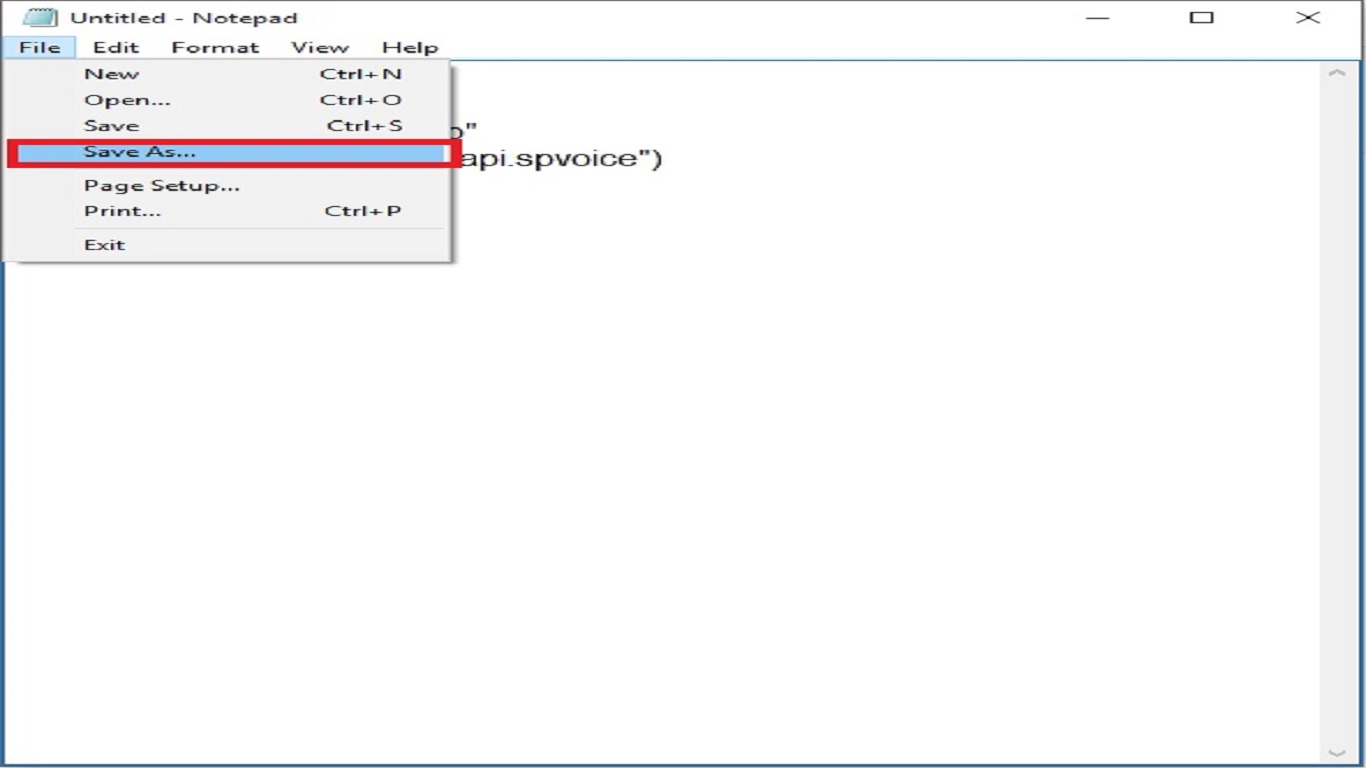 Untitled - Notepad
File Edit Format View Help
New Ctrl+N
Open... Ctrl+O
Save Ctrl+S
Save As...
Page Setup...
Print... Ctrl+P
Exit
o"
api.spvoice")